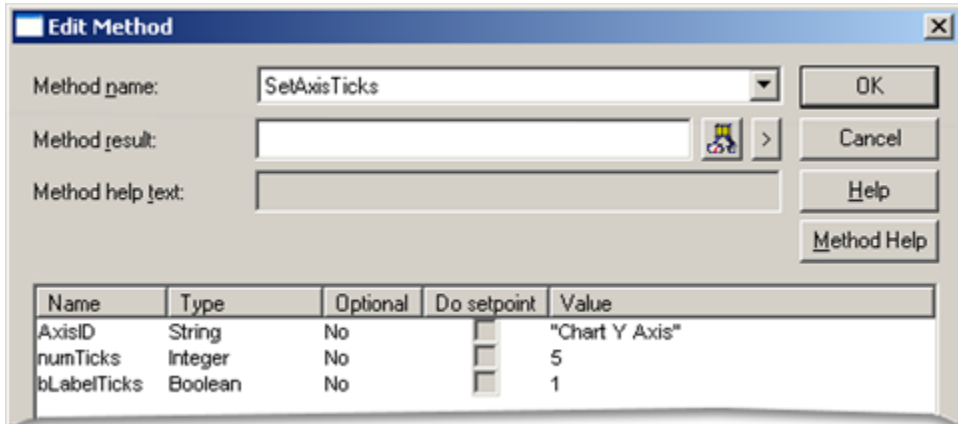 Edit Method
Method name: SetAxisTicks OK
Method result: > Cancel
Method help text: Help
Method Help
Name Type Optional Do setpoint Value
AxisID String No "Chart Y Axis"
numTicks Integer No 5
bLabelTicks Boolean No 1